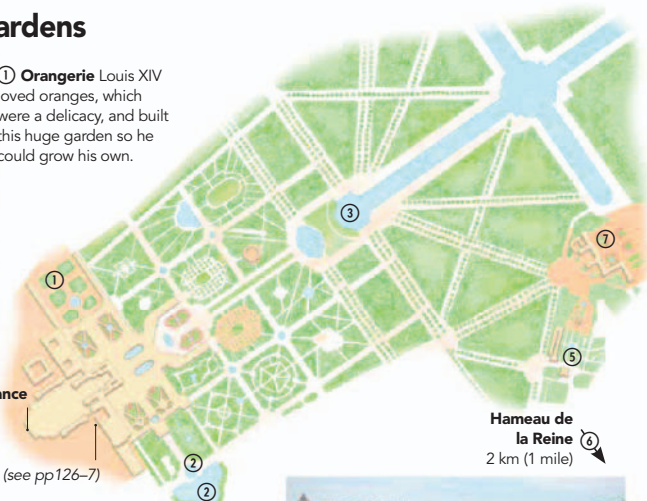 ardens
① Orangerie Louis XIV
oved oranges, which
were a delicacy, and built
this huge garden so he
could grow his own.
③
⑦
①
⑤
ance
Hameau de
la Reine ⑥
2 km (1 mile)
(see pp126–7)
②
②